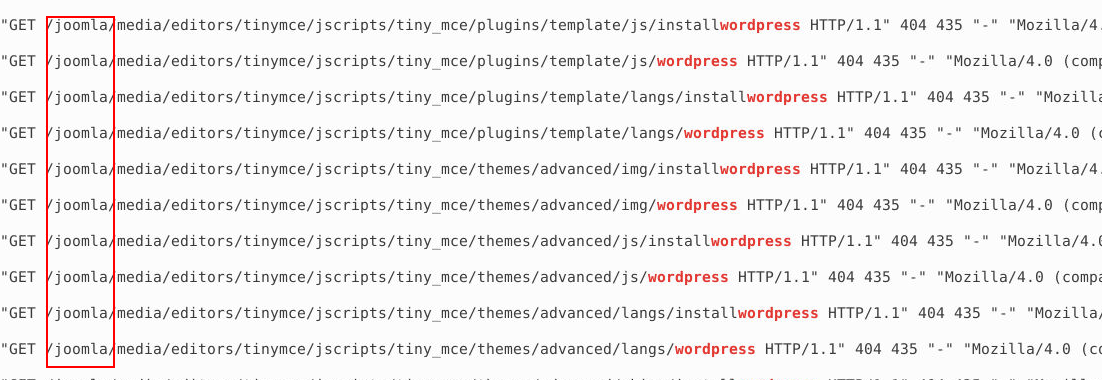 "GET /joomla/media/editors/tinymce/jscripts/tiny_mce/plugins/template/js/installwordpress HTTP/1.1" 404 435 "-" "Mozilla/4.
"GET /joomla/media/editors/tinymce/jscripts/tiny_mce/plugins/template/js/wordpress HTTP/1.1" 404 435 "-" "Mozilla/4.0 (comp
"GET /joomla/media/editors/tinymce/jscripts/tiny_mce/plugins/template/langs/installwordpress HTTP/1.1" 404 435 "-" "Mozilla
"GET /joomla/media/editors/tinymce/jscripts/tiny_mce/plugins/template/langs/wordpress HTTP/1.1" 404 435 "-" "Mozilla/4.0 (
"GET /joomla/media/editors/tinymce/jscripts/tiny_mce/themes/advanced/img/installwordpress HTTP/1.1" 404 435 "-" "Mozilla/4.
"GET /joomla/media/editors/tinymce/jscripts/tiny_mce/themes/advanced/img/wordpress HTTP/1.1" 404 435 "-" "Mozilla/4.0 (comp
"GET /joomla/media/editors/tinymce/jscripts/tiny_mce/themes/advanced/js/installwordpress HTTP/1.1" 404 435 "-" "Mozilla/4.0
"GET /joomla/media/editors/tinymce/jscripts/tiny_mce/themes/advanced/js/wordpress HTTP/1.1" 404 435 "-" "Mozilla/4.0 (compa
"GET /joomla/media/editors/tinymce/jscripts/tiny_mce/themes/advanced/langs/installwordpress HTTP/1.1" 404 435 "-" "Mozilla/
"GET /joomla/media/editors/tinymce/jscripts/tiny_mce/themes/advanced/langs/wordpress HTTP/1.1" 404 435 "-" "Mozilla/4.0 (co